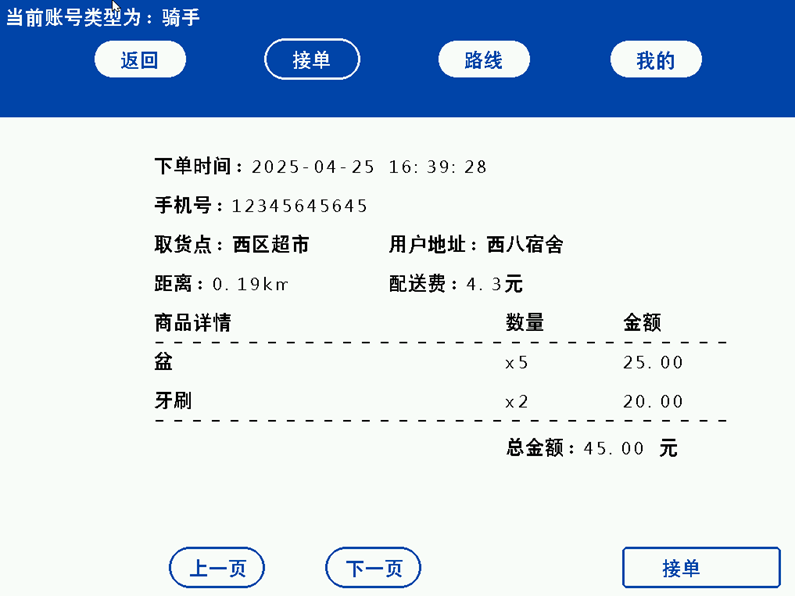 当前账号类型为：骑手
返回 接单 路线 我的
下单时间：2025-04-25 16:39:28
手机号：12345645645
取货点：西区超市 用户地址：西八宿舍
距离：0.19km 配送费：4.3元
商品详情 数量 金额
盆 x5 25.00
牙刷 x2 20.00
总金额：45.00 元
上一页 下一页 接单